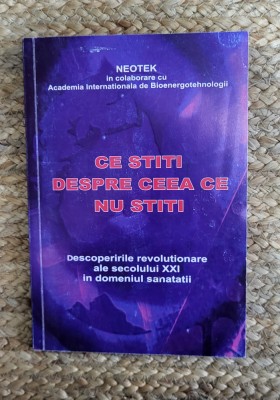 NEOTEK
in colaborare cu
Academia Internationala de Bioenergotehnologii
CE STITI
DESPRE CEEA CE
NU STITI
Descoperirile revolutionare
ale secolului XXI
in domeniul sanatatii